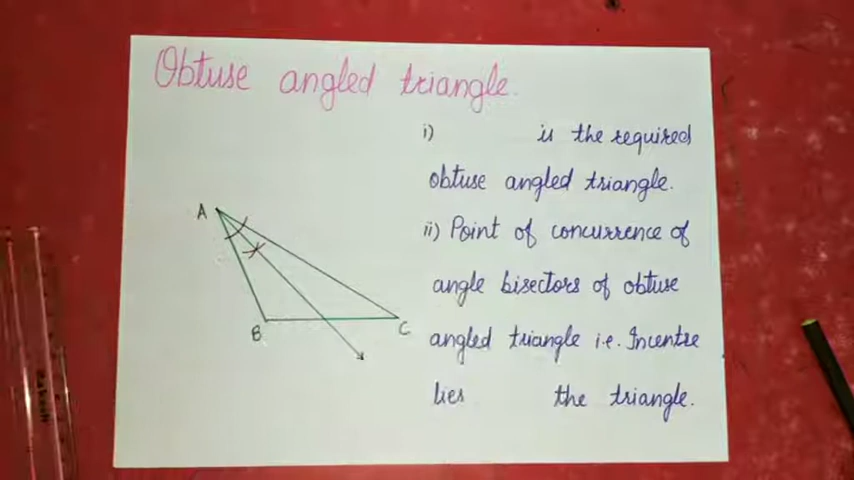 Obtuse angled triangle.
i) is the required
obtuse angled triangle.
ii) Point of concurrence of
angle bisectors of obtuse
angled triangle i.e. Incentre
lies the triangle.
A
B
C